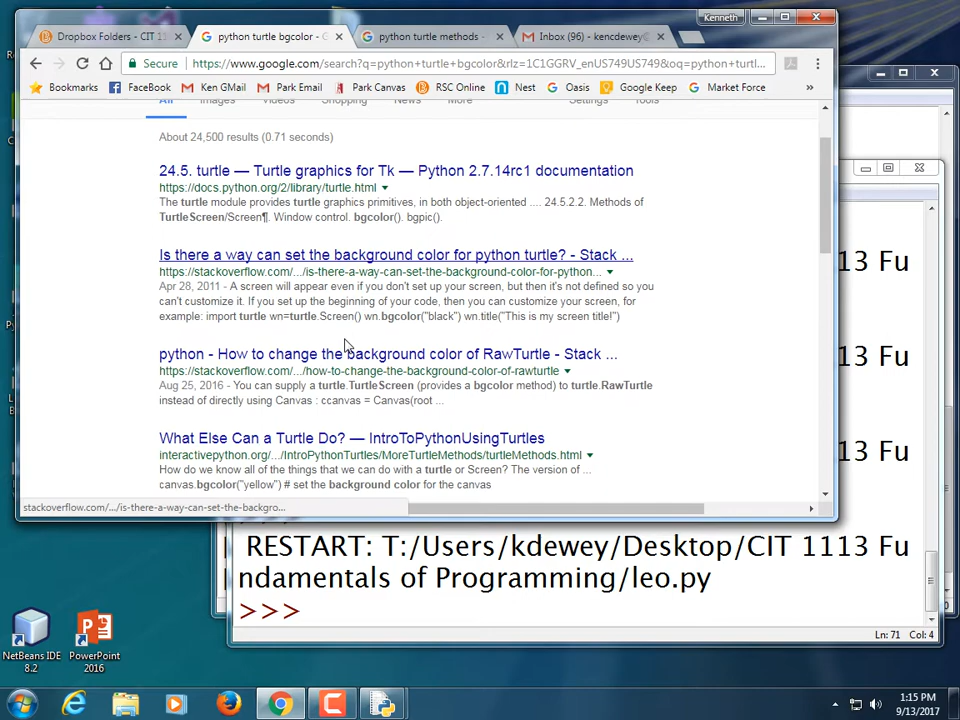 Kenneth
Dropbox Folders - CIT 11
python turtle bgcolor - G
python turtle methods -
Inbox (96) - kencdewey@
Secure
https://www.google.com/search?q=python+turtle+bgcolor&rlz=1C1GGRV_enUS749US749&oq=python+turtl...
Bookmarks
FaceBook
Ken GMail
Park Email
Park Canvas
RSC Online
Nest
Oasis
Google Keep
Market Force
»
All Images Videos Shopping News More Settings Tools
About 24,500 results (0.71 seconds)
24.5. turtle — Turtle graphics for Tk — Python 2.7.14rc1 documentation
https://docs.python.org/2/library/turtle.html
The turtle module provides turtle graphics primitives, in both object-oriented .... 24.5.2.2. Methods of
TurtleScreen/Screen¶. Window control. bgcolor(). bgpic().
Is there a way can set the background color for python turtle? - Stack ...
https://stackoverflow.com/.../is-there-a-way-can-set-the-background-color-for-python...
Apr 28, 2011 - A screen will appear even if you don't set up your screen, but then it's not defined so you
can't customize it. If you set up the beginning of your code, then you can customize your screen, for
example: import turtle wn=turtle.Screen() wn.bgcolor("black") wn.title("This is my screen title!")
python - How to change the background color of RawTurtle - Stack ...
https://stackoverflow.com/.../how-to-change-the-background-color-of-rawturtle
Aug 25, 2016 - You can supply a turtle.TurtleScreen (provides a bgcolor method) to turtle.RawTurtle
instead of directly using Canvas : ccanvas = Canvas(root ...
What Else Can a Turtle Do? — IntroToPythonUsingTurtles
interactivepython.org/.../IntroPythonTurtles/MoreTurtleMethods/turtleMethods.html
How do we know all of the things that we can do with a turtle or Screen? The version of ...
canvas.bgcolor("yellow") # set the background color for the canvas
stackoverflow.com/.../is-there-a-way-can-set-the-backgro...
13 Fu
13 Fu
13 Fu
RESTART: T:/Users/kdewey/Desktop/CIT 1113 Fu
ndamentals of Programming/leo.py
>>>
Ln: 71 Col: 4
NetBeans IDE
8.2
PowerPoint
2016
1:15 PM
9/13/2017